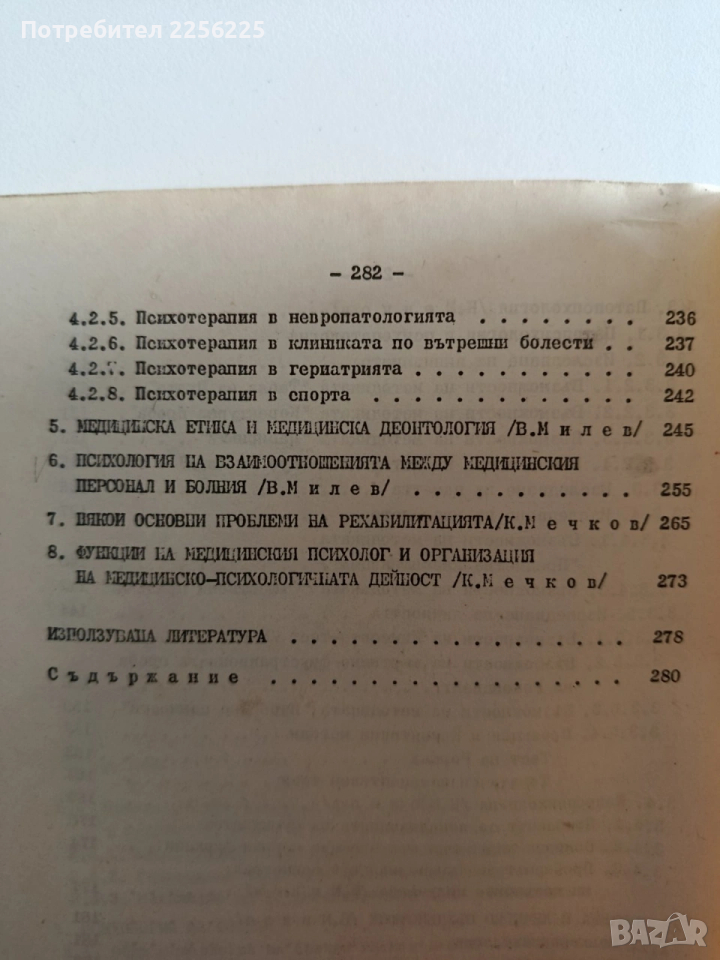 Потребител 2256225
- 282 -
4.2.5. Психотерапия в невропатологията . . . . . . . . 236
4.2.6. Психотерапия в клиниката по вътрешни болести . . 237
4.2.7. Психотерапия в гериатрията . . . . . . . . . . . 240
4.2.8. Психотерапия в спорта . . . . . . . . . . . . . 242
5. МЕДИЦИНСКА ЕТИКА И МЕДИЦИНСКА ДЕОНТОЛОГИЯ /В.М и л е в/ 245
6. ПСИХОЛОГИЯ НА ВЗАИМООТНОШЕНИЯТА МЕЖДУ МЕДИЦИНСКИЯ
ПЕРСОНАЛ И БОЛНИЯ /В.М и л е в/ . . . . . . . . . . . 255
7. НЯКОИ ОСНОВНИ ПРОБЛЕМИ НА РЕХАБИЛИТАЦИЯТА/К.М е ч к о в/ 265
8. ФУНКЦИИ НА МЕДИЦИНСКИЯ ПСИХОЛОГ И ОРГАНИЗАЦИЯ
НА МЕДИЦИНСКО-ПСИХОЛОГИЧНАТА ДЕЙНОСТ /К.М е ч к о в/ 273
ИЗПОЛЗУВАНА ЛИТЕРАТУРА . . . . . . . . . . . . . . . . 278
С ъ д ъ р ж а н и е . . . . . . . . . . . . . . . . . 280
BAZAR